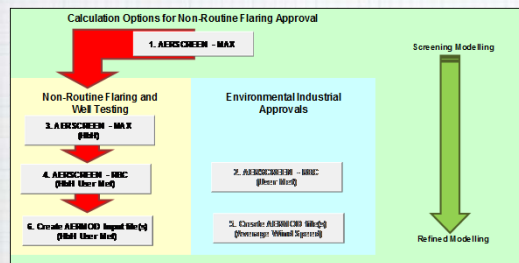 Calculation Options for Non-Routine Flaring Approval
1. AERSCREEN - MAX
Screening Modelling
Non-Routine Flaring and
Well Testing
Environmental Industrial
Approvals
3. AERSCREEN - MAX
(HbH)
4. AERSCREEN - RBC
(HbH User Met)
2. AERSCREEN - RBC
(User Met)
6. Create AERMOD Input file(s)
(HbH User Met)
5. Create AERMOD file(s)
(Average Wind Speed)
Refined Modelling